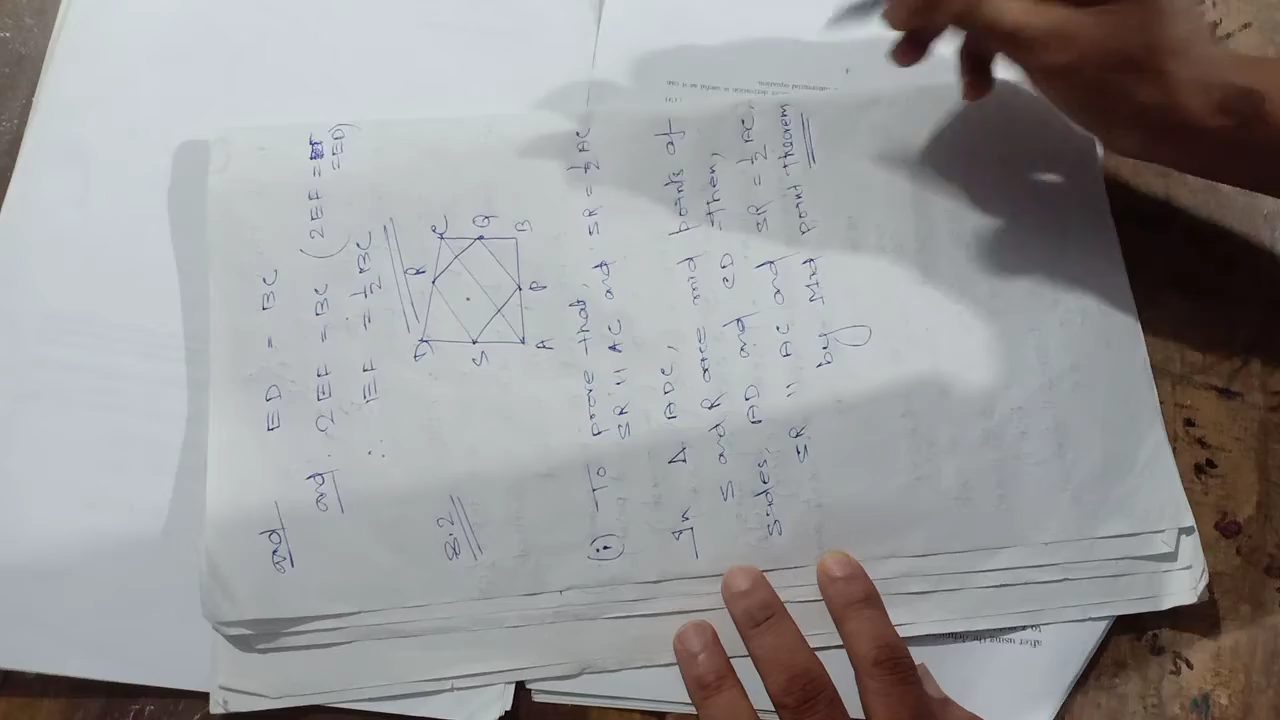 and ED = BC
and 2EF = BC (2EF = ED)
∴ EF = 1/2 BC
8.2
D R C
S Q
A P B
(i) To prove that,
SR || AC and SR = 1/2 AC
In Δ ADC,
S and R are mid points of
sides, AD and CD then,
SR || AC and SR = 1/2 AC,
by Mid point theorem